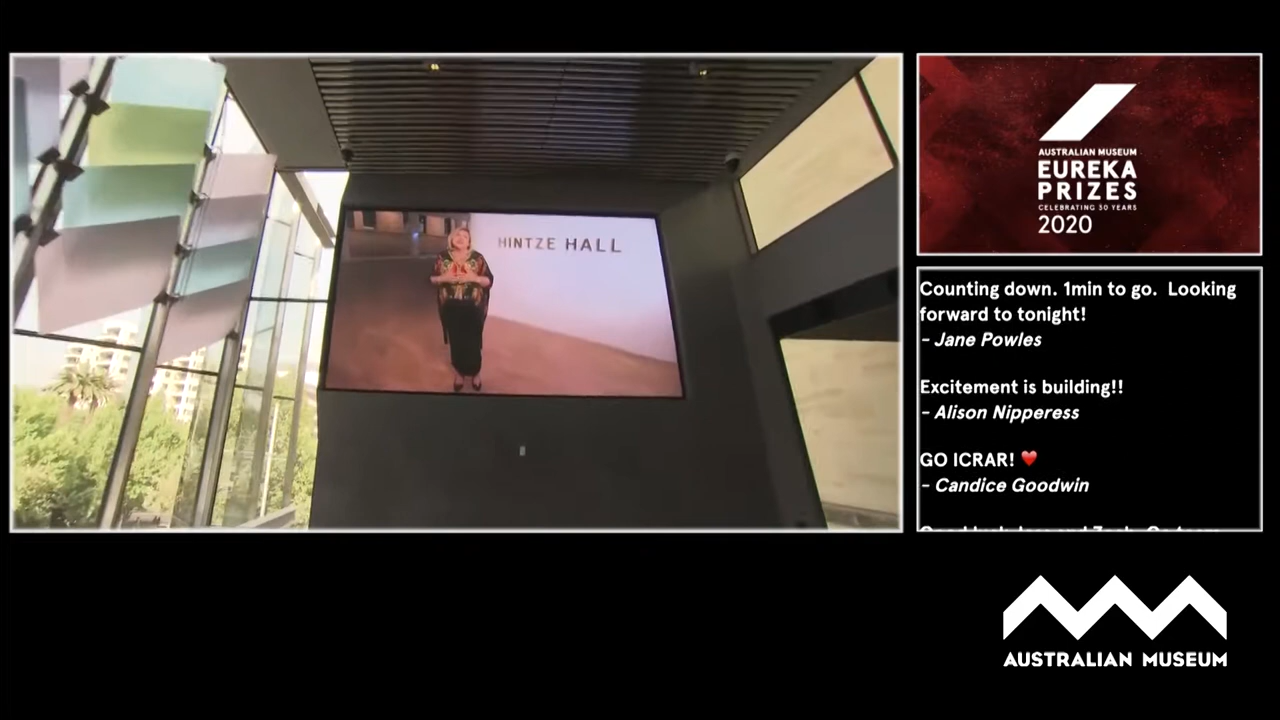 HINTZE HALL
AUSTRALIAN MUSEUM
EUREKA
PRIZES
CELEBRATING 30 YEARS
2020
Counting down. 1min to go. Looking
forward to tonight!
- Jane Powles
Excitement is building!!
- Alison Nipperess
GO ICRAR! ❤️
- Candice Goodwin
AUSTRALIAN MUSEUM